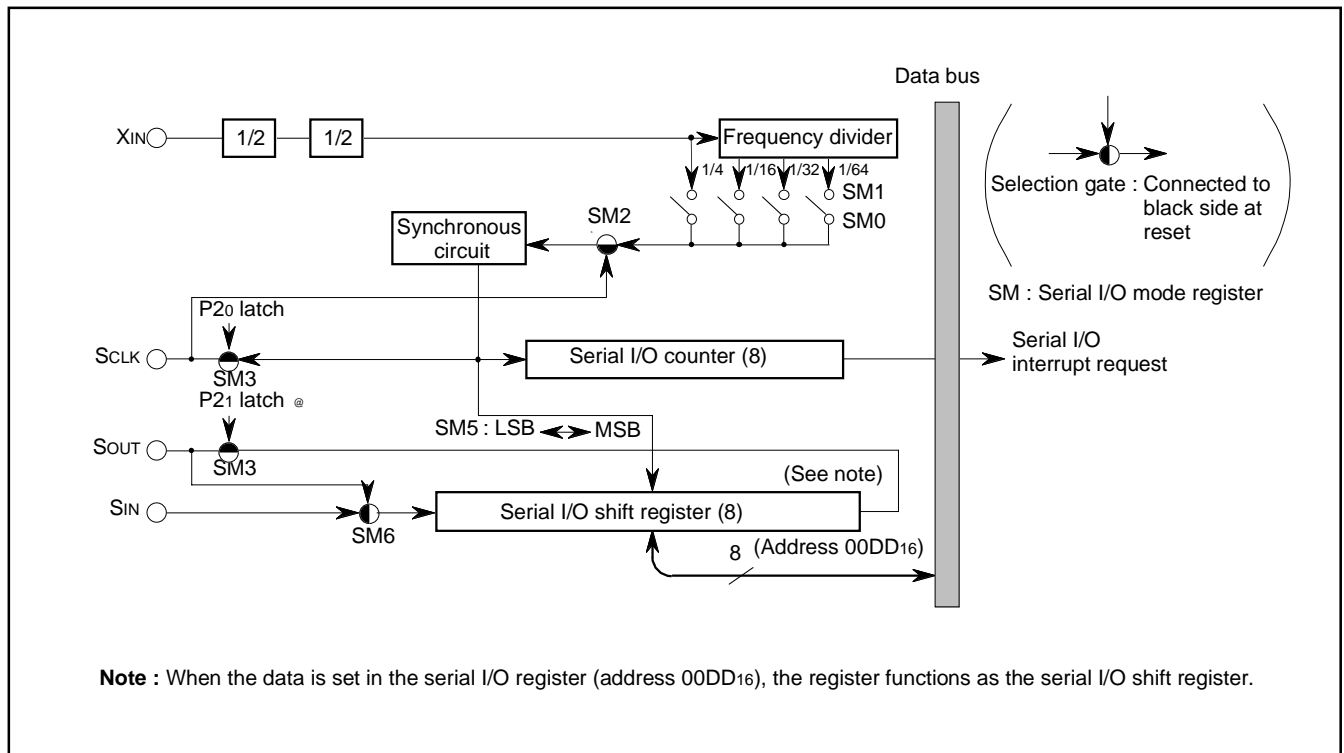 Data bus
XIN
1/2
1/2
Frequency divider
1/4
1/16
1/32
1/64
SM1
SM0
Selection gate : Connected to
black side at
reset
SM2
Synchronous
circuit
SM : Serial I/O mode register
P20 latch
SCLK
SM3
Serial I/O counter (8)
Serial I/O
interrupt request
P21 latch @
SM5 : LSB
MSB
SOUT
SM3
(See note)
SIN
SM6
Serial I/O shift register (8)
8
(Address 00DD16)
Note : When the data is set in the serial I/O register (address 00DD16), the register functions as the serial I/O shift register.